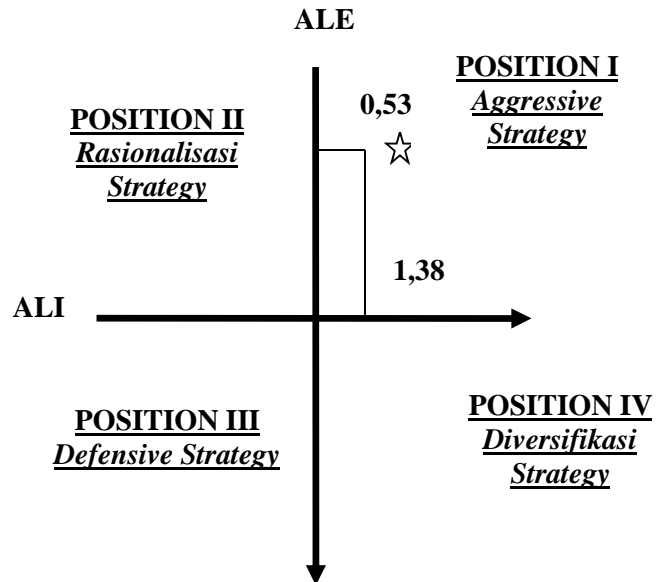 ALE
POSITION I
Aggressive
Strategy
0,53
POSITION II
Rasionalisasi
Strategy
1,38
ALI
POSITION III
Defensive Strategy
POSITION IV
Diversifikasi
Strategy